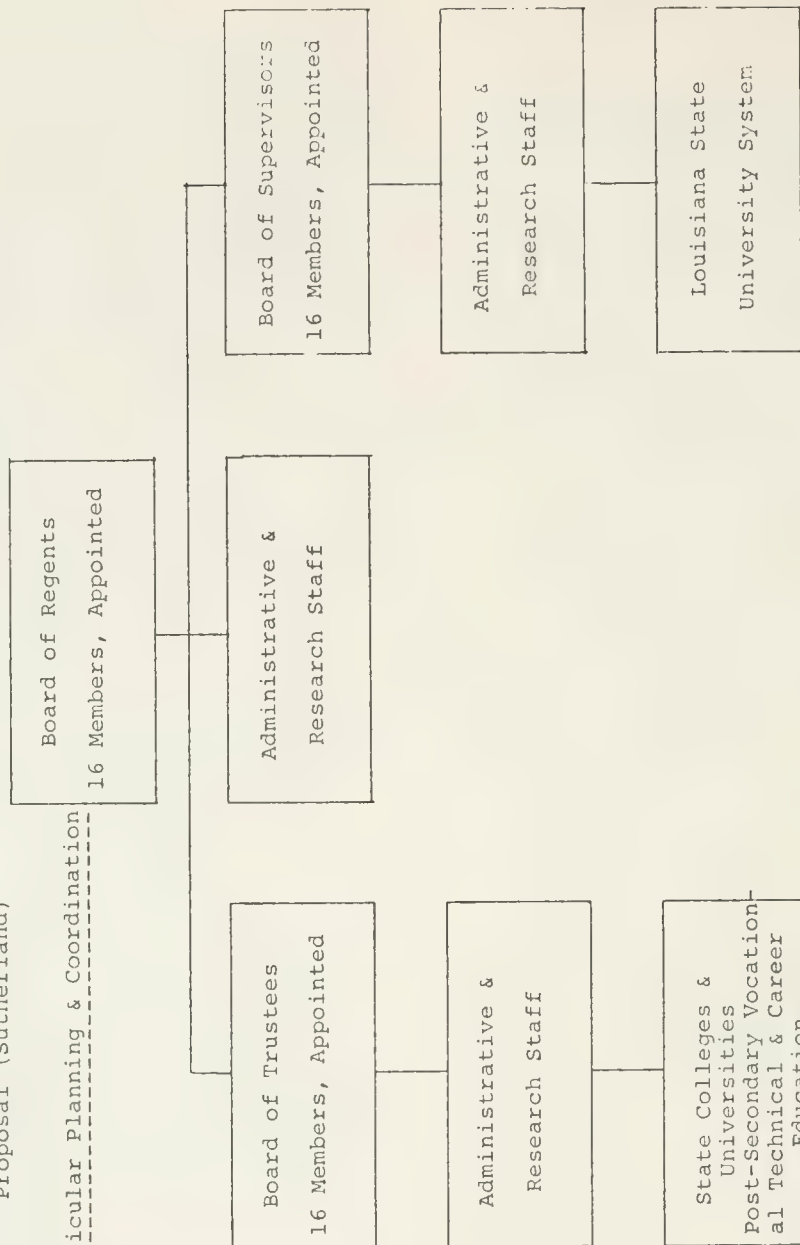 Proposal (Sutherland)
icular Planning & Coordination
Board of Regents
16 Members, Appointed
Board of Trustees
16 Members, Appointed
Administrative &
Research Staff
Board of Supervisors
16 Members, Appointed
Administrative &
Research Staff
Administrative &
Research Staff
State Colleges &
Universities
Post-Secondary Vocation-
al Technical & Career
Education
Louisiana State
University System